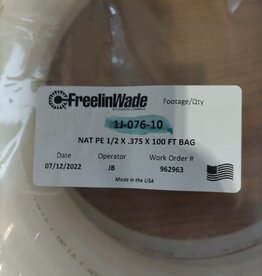 FreelinWade
Footage/Qty
1J-076-10
NAT PE 1/2 X .375 X 100 FT BAG
Date Operator Work Order #
07/12/2022 JB 962963
Made in the USA